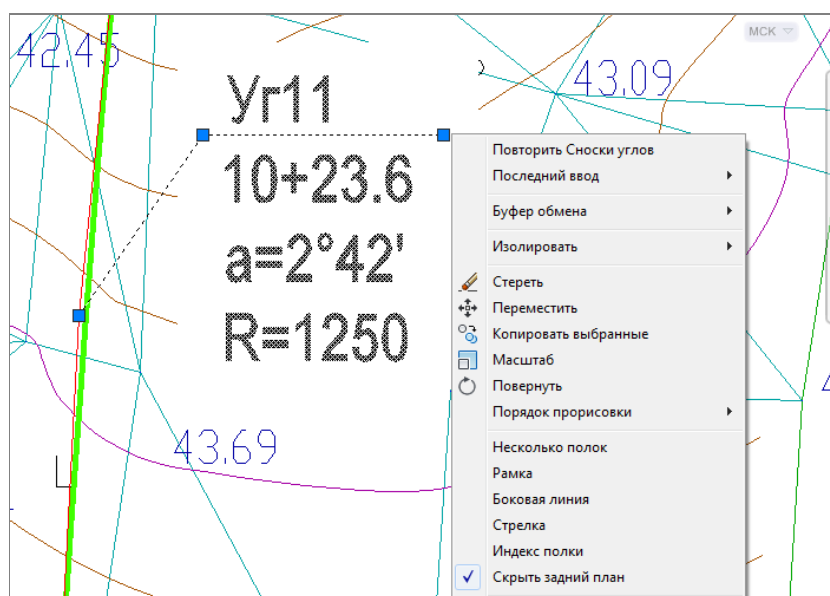 42.45
МСК
43.09
Уг11
10+23.6
а=2°42'
R=1250
43.69
Повторить Сноски углов
Последний ввод
Буфер обмена
Изолировать
Стереть
Переместить
Копировать выбранные
Масштаб
Повернуть
Порядок прорисовки
Несколько полок
Рамка
Боковая линия
Стрелка
Индекс полки
Скрыть задний план